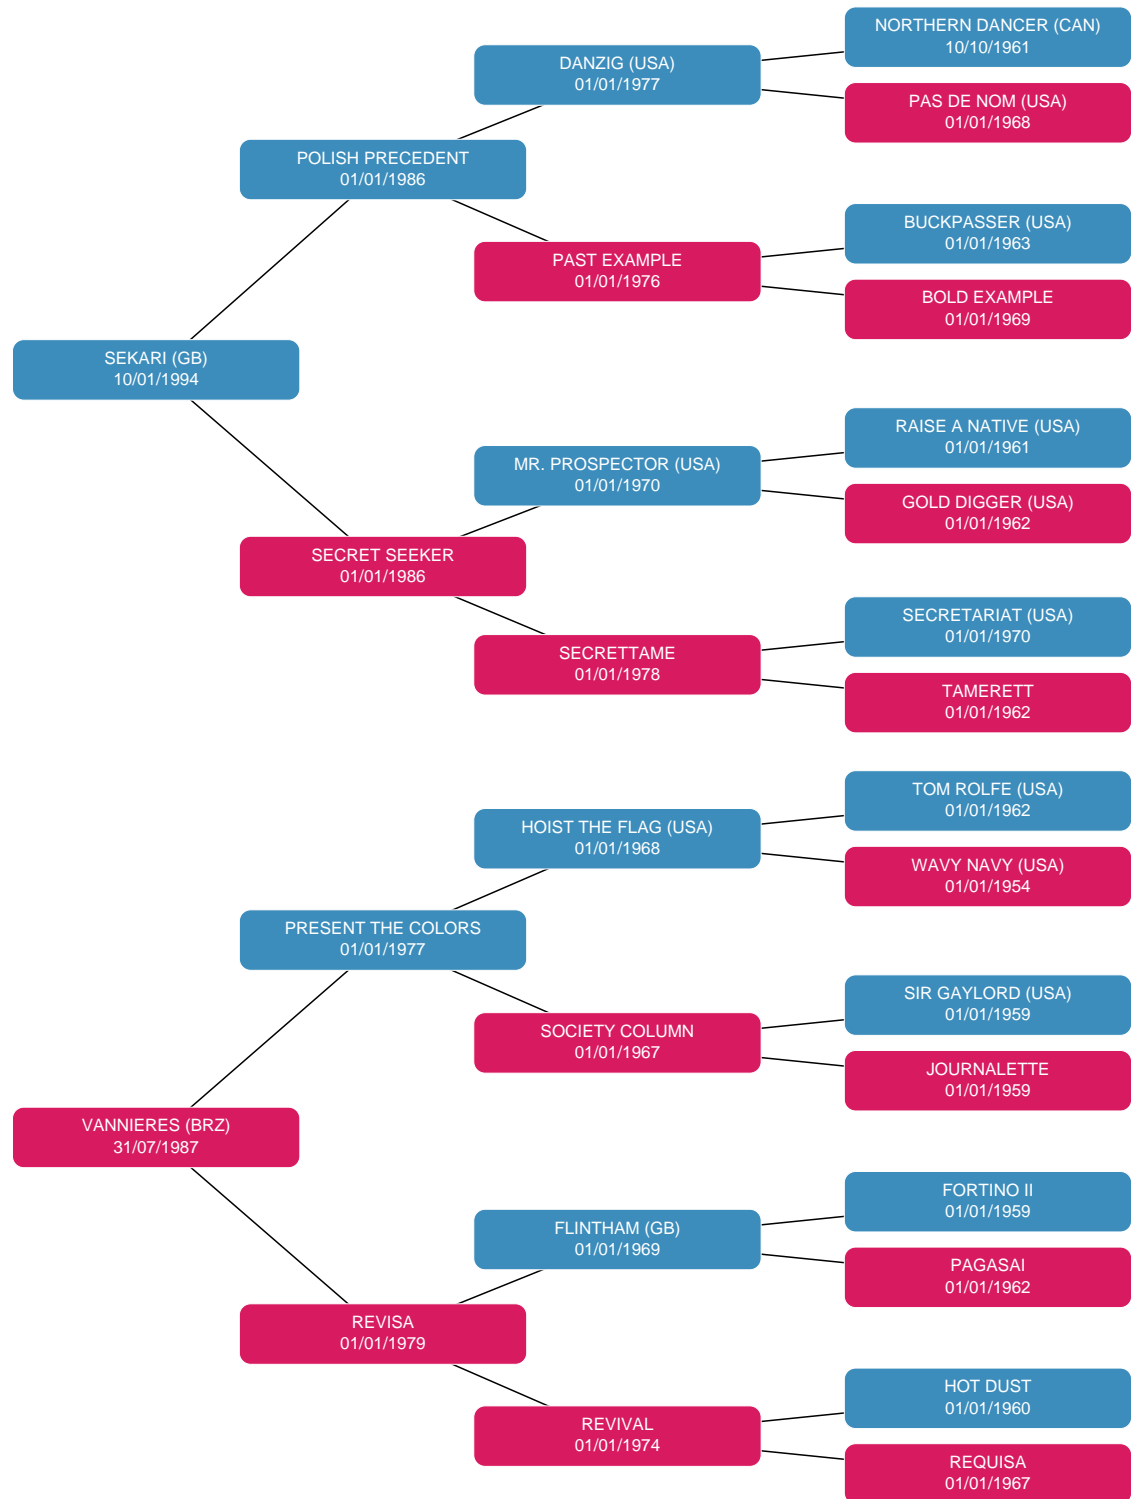 NORTHERN DANCER (CAN)
10/10/1961
DANZIG (USA)
01/01/1977
PAS DE NOM (USA)
01/01/1968
POLISH PRECEDENT
01/01/1986
BUCKPASSER (USA)
01/01/1963
PAST EXAMPLE
01/01/1976
BOLD EXAMPLE
01/01/1969
SEKARI (GB)
10/01/1994
RAISE A NATIVE (USA)
01/01/1961
MR. PROSPECTOR (USA)
01/01/1970
GOLD DIGGER (USA)
01/01/1962
SECRET SEEKER
01/01/1986
SECRETARIAT (USA)
01/01/1970
SECRETTAME
01/01/1978
TAMERETT
01/01/1962
TOM ROLFE (USA)
01/01/1962
HOIST THE FLAG (USA)
01/01/1968
WAVY NAVY (USA)
01/01/1954
PRESENT THE COLORS
01/01/1977
SIR GAYLORD (USA)
01/01/1959
SOCIETY COLUMN
01/01/1967
JOURNALETTE
01/01/1959
VANNIERES (BRZ)
31/07/1987
FORTINO II
01/01/1959
FLINTHAM (GB)
01/01/1969
PAGASAI
01/01/1962
REVISA
01/01/1979
HOT DUST
01/01/1960
REVIVAL
01/01/1974
REQUISA
01/01/1967